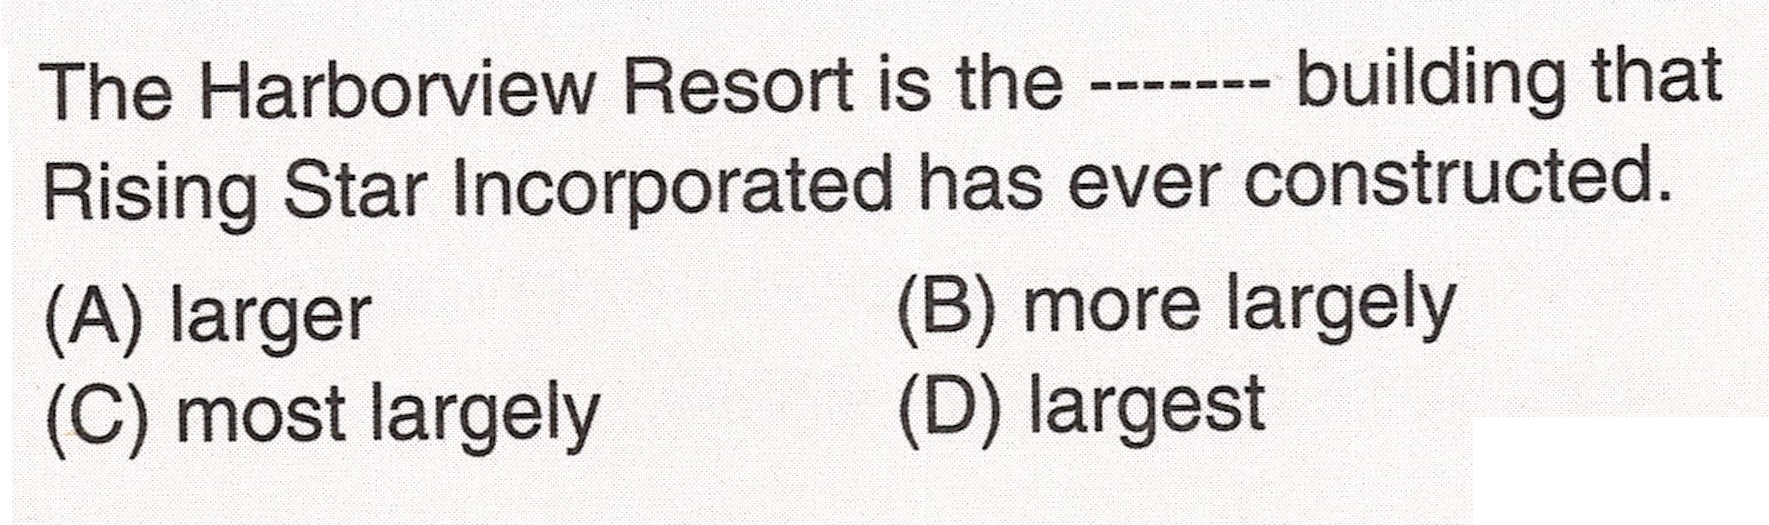 The Harborview Resort is the ------- building that
Rising Star Incorporated has ever constructed.
(A) larger (B) more largely
(C) most largely (D) largest